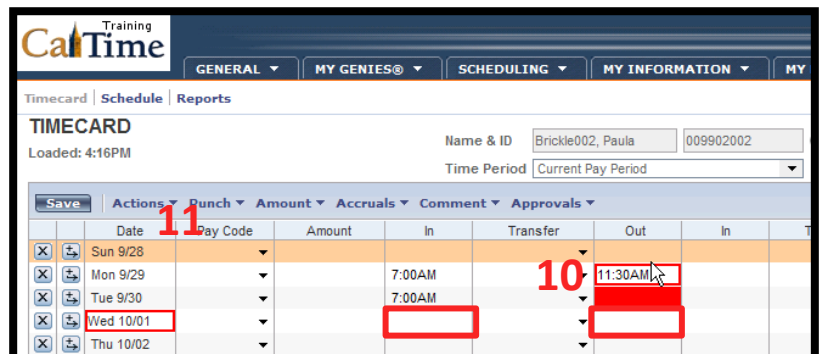 Training
CalTime
GENERAL MY GENIES® SCHEDULING MY INFORMATION MY
Timecard | Schedule | Reports
TIMECARD
Loaded: 4:16PM
Name & ID Brickle002, Paula 009902002
Time Period Current Pay Period
Save Actions Punch Amount Accruals Comment Approvals
11
Date Pay Code Amount In Transfer Out In T
Sun 9/28
Mon 9/29 7:00AM 10 11:30AM
Tue 9/30 7:00AM
Wed 10/01
Thu 10/02